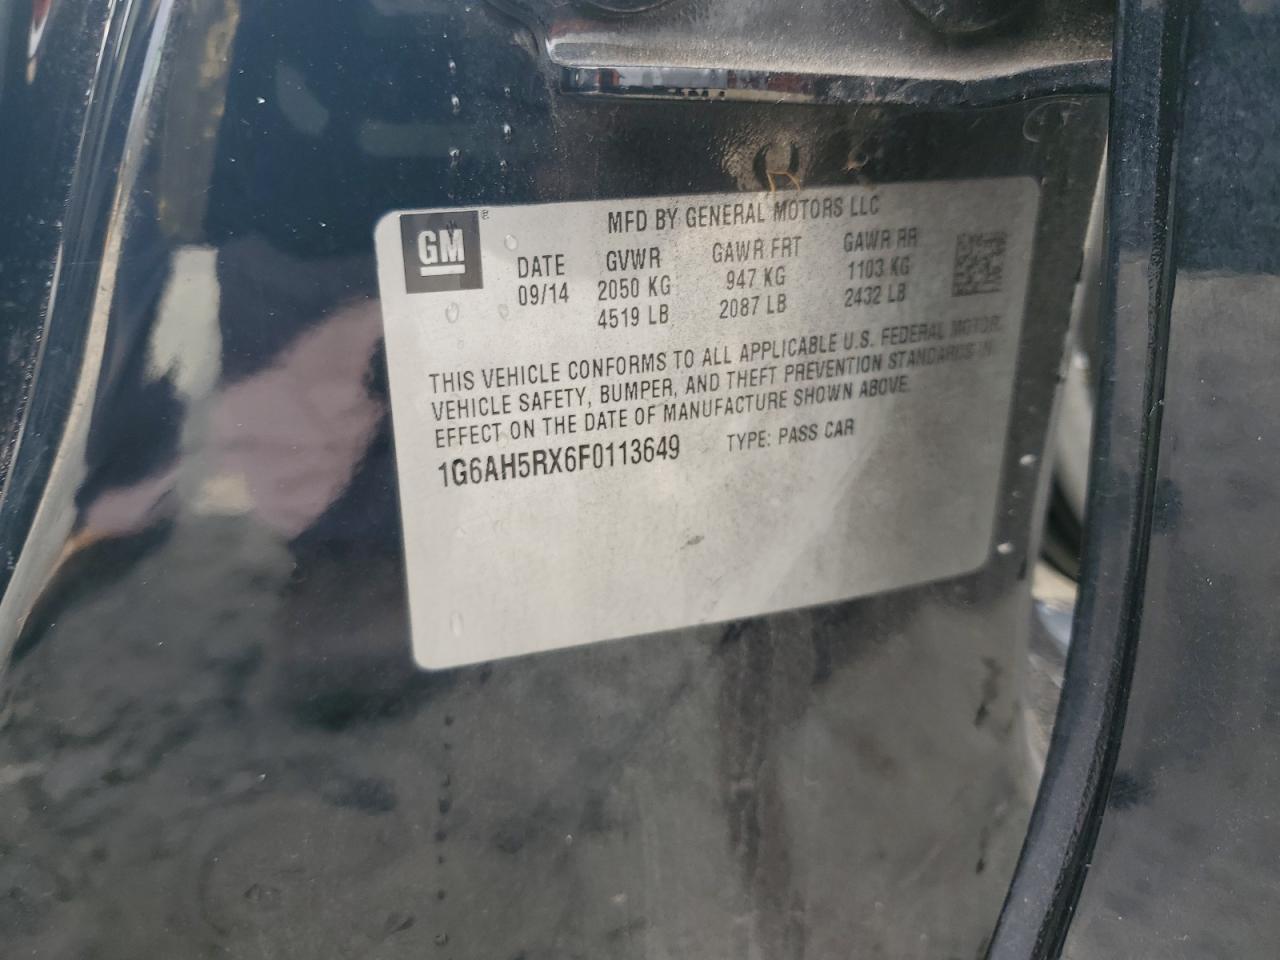 GM
MFD BY GENERAL MOTORS LLC
DATE GVWR GAWR FRT GAWR RR
09/14 2050 KG 947 KG 1103 KG
4519 LB 2087 LB 2432 LB
THIS VEHICLE CONFORMS TO ALL APPLICABLE U.S. FEDERAL MOTOR
VEHICLE SAFETY, BUMPER, AND THEFT PREVENTION STANDARDS IN
EFFECT ON THE DATE OF MANUFACTURE SHOWN ABOVE.
1G6AH5RX6F0113649 TYPE: PASS CAR